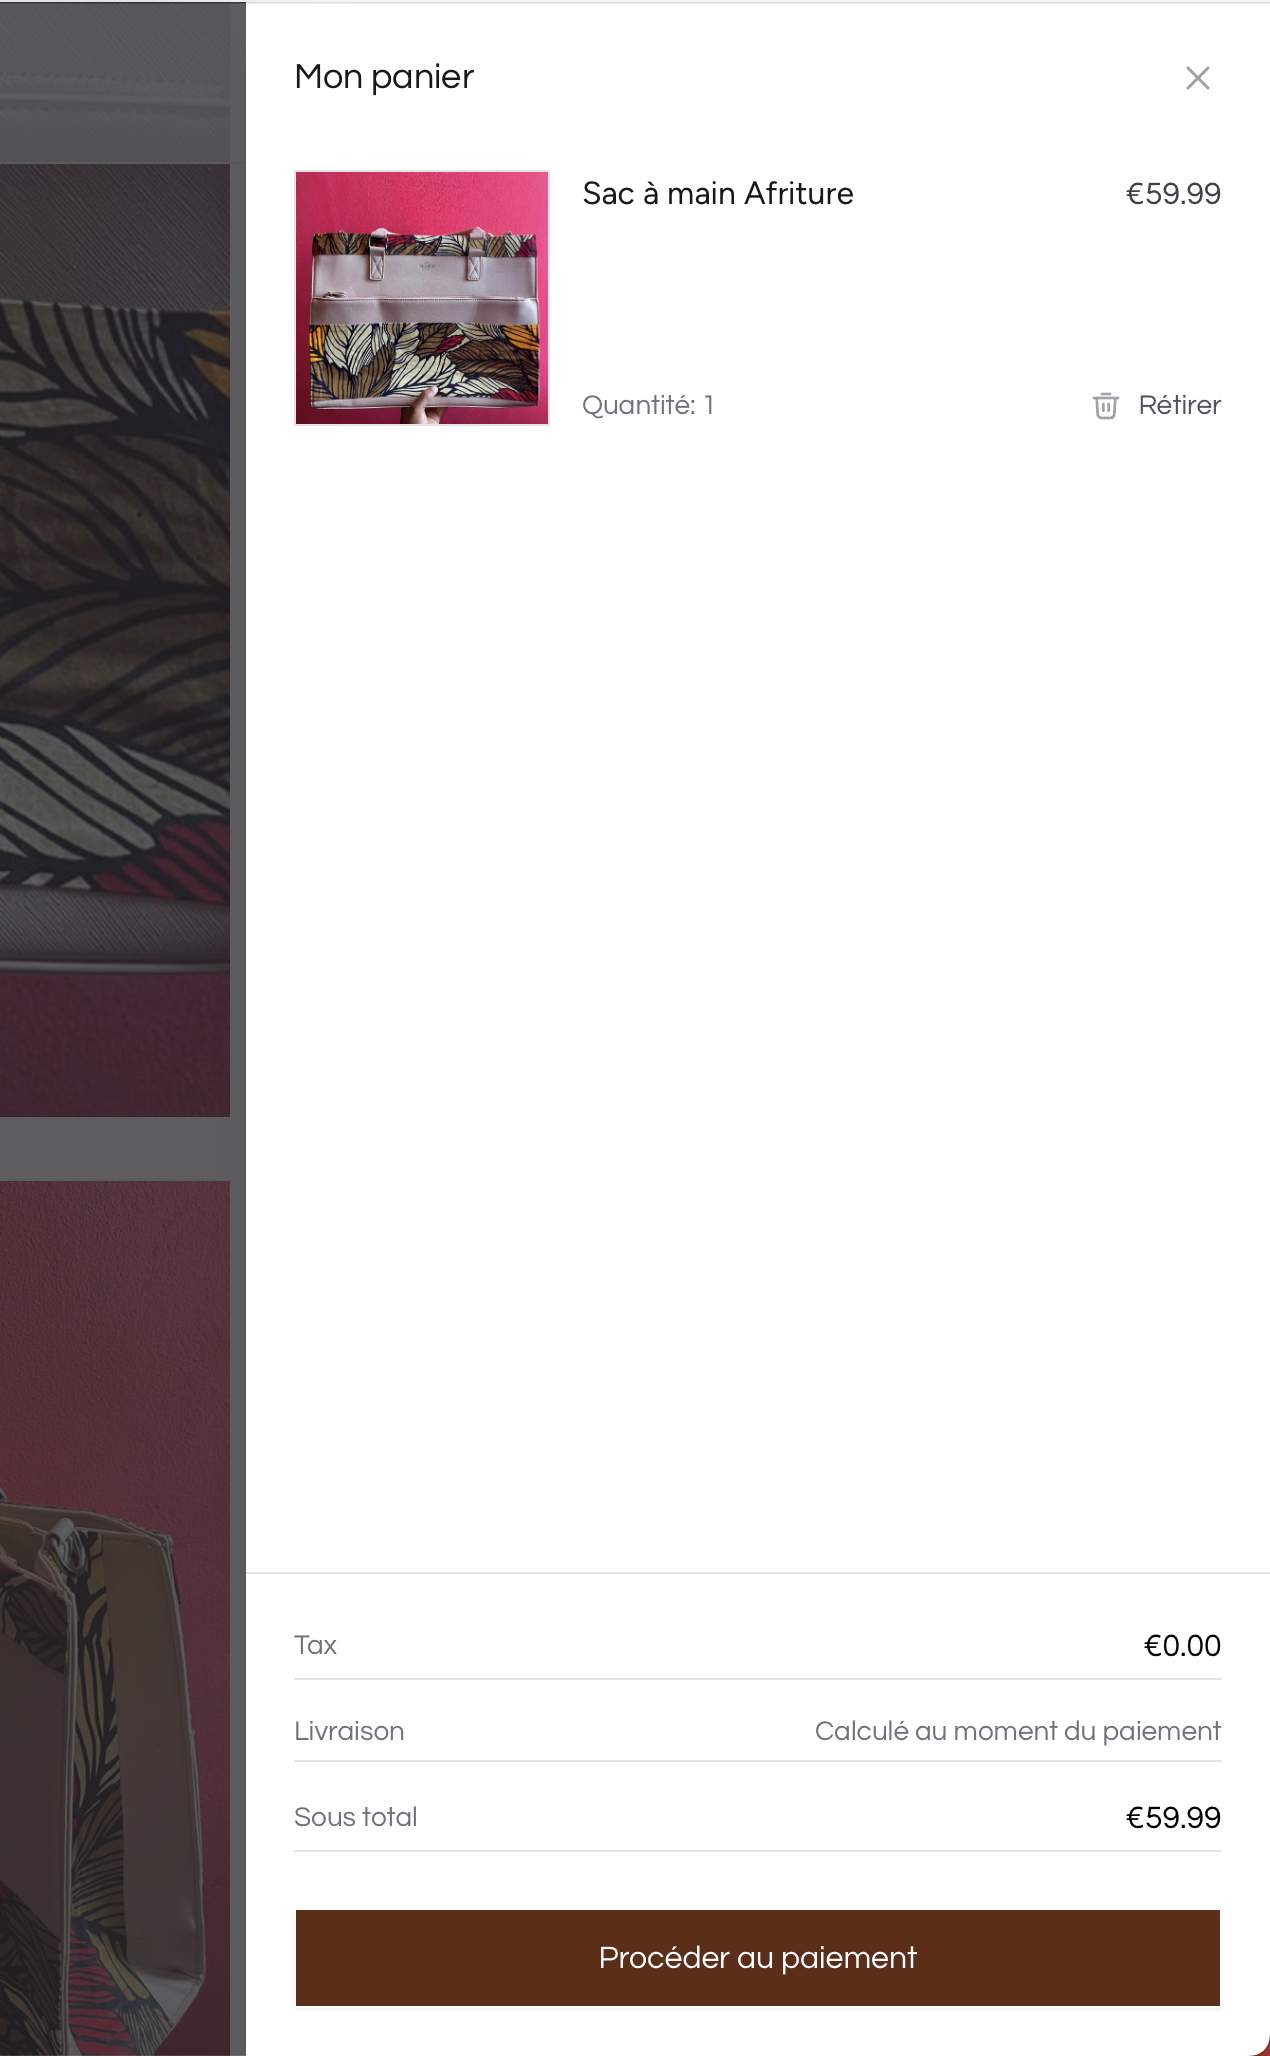 Mon panier
Sac à main Afriture
€59.99
Quantité: 1
Rétirer
Tax
€0.00
Livraison
Calculé au moment du paiement
Sous total
€59.99
Procéder au paiement